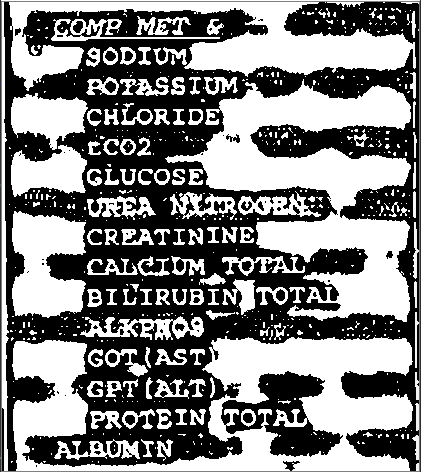 COMP MET &
SODIUM
POTASSIUM
CHLORIDE
tCO2
GLUCOSE
UREA NITROGEN
CREATININE
CALCIUM TOTAL
BILIRUBIN TOTAL
ALKPHOS
GOT(AST)
GPT(ALT)
PROTEIN TOTAL
ALBUMIN